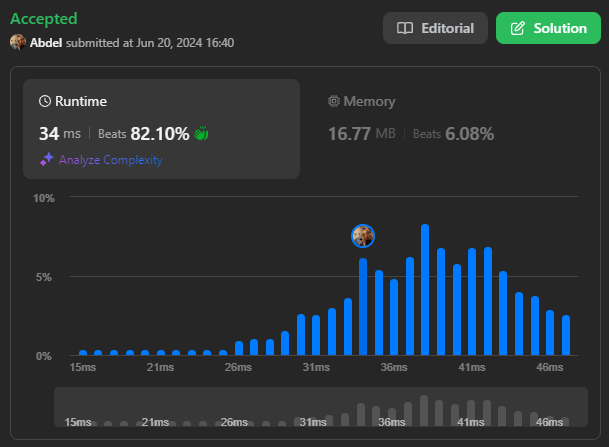 Accepted
Abdel submitted at Jun 20, 2024 16:40
Editorial
Solution
Runtime
34 ms | Beats 82.10%
Analyze Complexity
Memory
16.77 MB | Beats 6.08%
10%
5%
0%
15ms 21ms 26ms 31ms 36ms 41ms 46ms
15ms 21ms 26ms 31ms 36ms 41ms 46ms